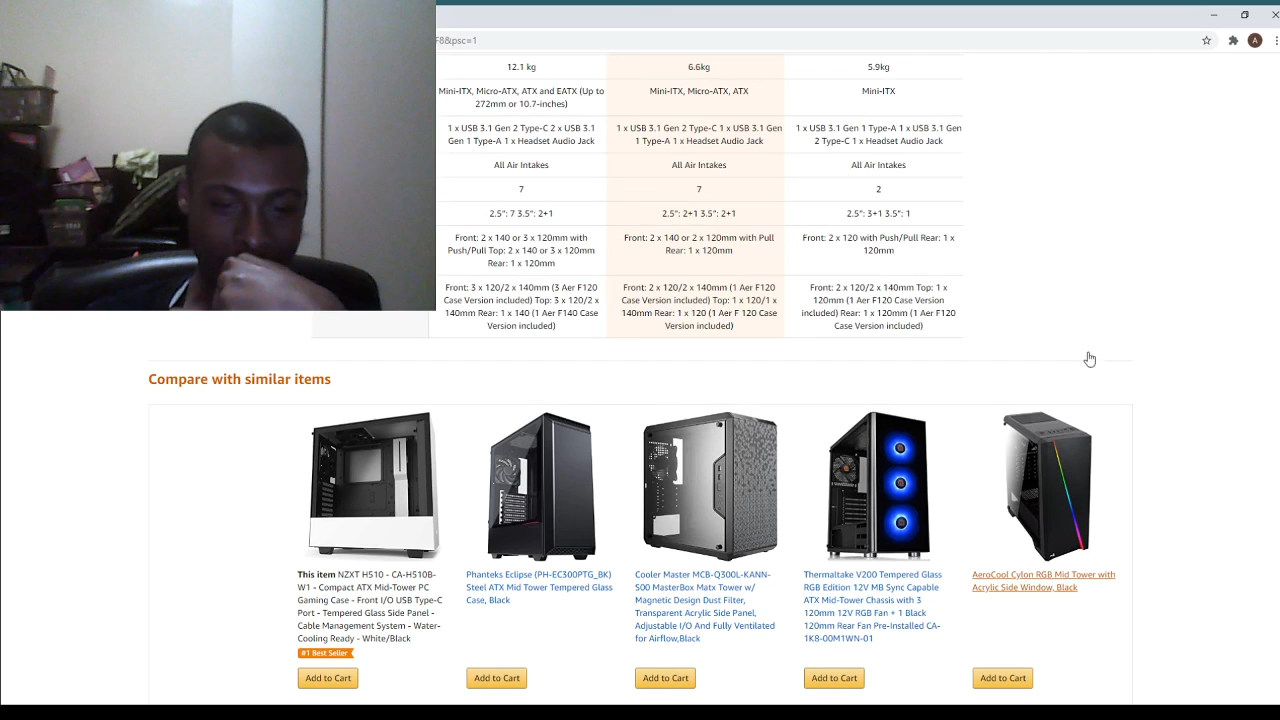 F8&psc=1
A
12.1 kg
6.6kg
5.9kg
Mini-ITX, Micro-ATX, ATX and EATX (Up to
272mm or 10.7-inches)
Mini-ITX, Micro-ATX, ATX
Mini-ITX
1 x USB 3.1 Gen 2 Type-C 2 x USB 3.1
Gen 1 Type-A 1 x Headset Audio Jack
1 x USB 3.1 Gen 2 Type-C 1 x USB 3.1 Gen
1 Type-A 1 x Headset Audio Jack
1 x USB 3.1 Gen 1 Type-A 1 x USB 3.1 Gen
2 Type-C 1 x Headset Audio Jack
All Air Intakes
All Air Intakes
All Air Intakes
7
7
2
2.5": 7 3.5": 2+1
2.5": 2+1 3.5": 2+1
2.5": 3+1 3.5": 1
Front: 2 x 140 or 3 x 120mm with
Push/Pull Top: 2 x 140 or 3 x 120mm
Rear: 1 x 120mm
Front: 2 x 140 or 2 x 120mm with Pull
Rear: 1 x 120mm
Front: 2 x 120 with Push/Pull Rear: 1 x
120mm
Front: 3 x 120/2 x 140mm (3 Aer F120
Case Version included) Top: 3 x 120/2 x
140mm Rear: 1 x 140 (1 Aer F140 Case
Version included)
Front: 2 x 120/2 x 140mm (1 Aer F120
Case Version included) Top: 1 x 120/1 x
140mm Rear: 1 x 120 (1 Aer F 120 Case
Version included)
Front: 2 x 120/2 x 140mm Top: 1 x
120mm (1 Aer F120 Case Version
included) Rear: 1 x 120mm (1 Aer F 120
Case Version included)
Compare with similar items
This item NZXT H510 - CA-H510B-
W1 - Compact ATX Mid-Tower PC
Gaming Case - Front I/O USB Type-C
Port - Tempered Glass Side Panel -
Cable Management System - Water-
Cooling Ready - White/Black
#1 Best Seller
Add to Cart
Phanteks Eclipse (PH-EC300PTG_BK)
Steel ATX Mid Tower Tempered Glass
Case, Black
Add to Cart
Cooler Master MCB-Q300L-KANN-
S00 MasterBox Matx Tower w/
Magnetic Design Dust Filter,
Transparent Acrylic Side Panel,
Adjustable I/O And Fully Ventilated
for Airflow,Black
Add to Cart
Thermaltake V200 Tempered Glass
RGB Edition 12V MB Sync Capable
ATX Mid-Tower Chassis with 3
120mm 12V RGB Fan + 1 Black
120mm Rear Fan Pre-Installed CA-
1K8-00M1WN-01
Add to Cart
AeroCool Cylon RGB Mid Tower with
Acrylic Side Window, Black
Add to Cart